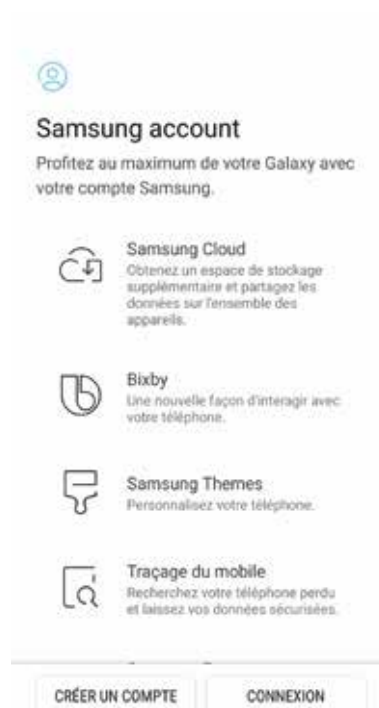 Samsung account
Profitez au maximum de votre Galaxy avec
votre compte Samsung.
Samsung Cloud
Obtenez un espace de stockage
supplémentaire et partagez les
données sur l'ensemble des
appareils.
Bixby
Une nouvelle façon d'interagir avec
votre téléphone.
Samsung Themes
Personnalisez votre téléphone.
Traçage du mobile
Recherchez votre téléphone perdu
et laissez vos données sécurisées.
CRÉER UN COMPTE
CONNEXION